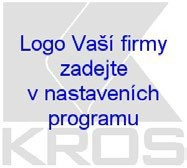 Logo Vaší firmy
zadejte
v nastaveních
programu
KROS